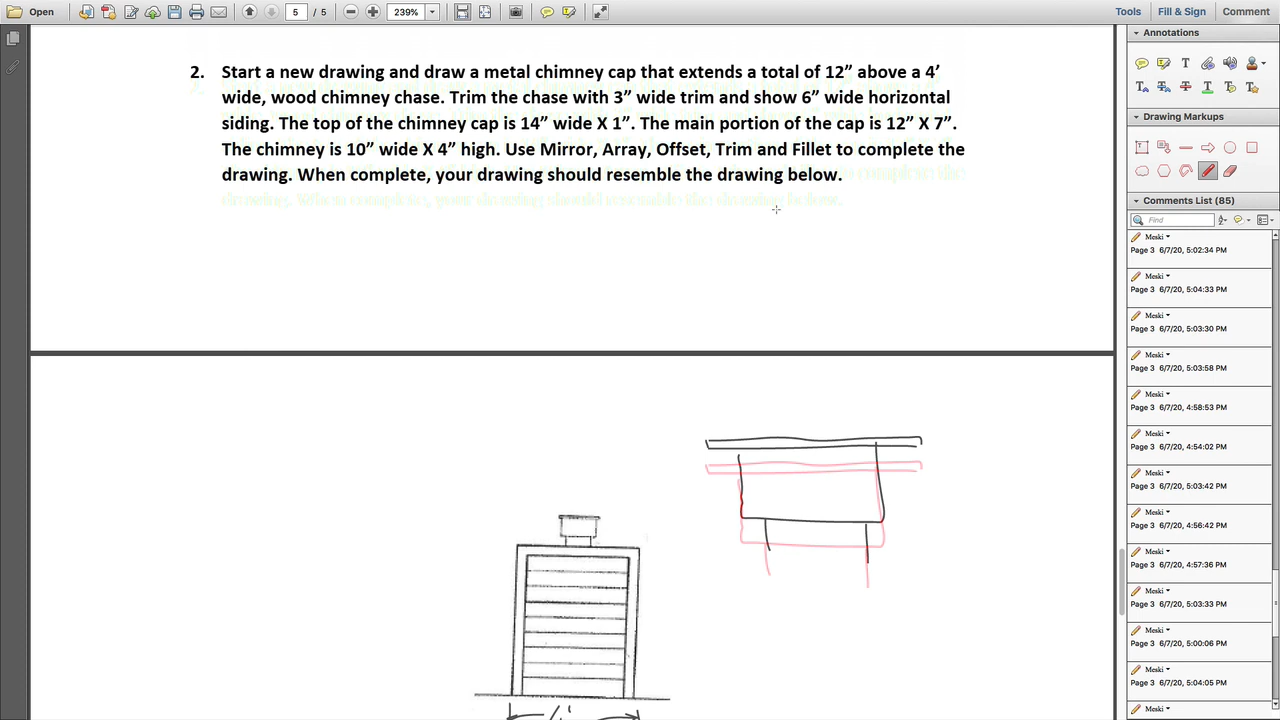 Open
5 / 5
239%
Tools
Fill & Sign
Comment
2. Start a new drawing and draw a metal chimney cap that extends a total of 12” above a 4’
wide, wood chimney chase. Trim the chase with 3” wide trim and show 6” wide horizontal
siding. The top of the chimney cap is 14” wide X 1”. The main portion of the cap is 12” X 7”.
The chimney is 10” wide X 4” high. Use Mirror, Array, Offset, Trim and Fillet to complete the
drawing. When complete, your drawing should resemble the drawing below.
Annotations
Drawing Markups
Comments List (85)
Find
Meski
Page 3 6/7/20, 5:02:34 PM
Meski
Page 3 6/7/20, 5:04:33 PM
Meski
Page 3 6/7/20, 5:03:30 PM
Meski
Page 3 6/7/20, 5:03:58 PM
Meski
Page 3 6/7/20, 4:58:53 PM
Meski
Page 3 6/7/20, 4:54:02 PM
Meski
Page 3 6/7/20, 5:03:42 PM
Meski
Page 3 6/7/20, 4:56:42 PM
Meski
Page 3 6/7/20, 5:04:10 PM
Meski
Page 3 6/7/20, 5:03:33 PM
Meski
Page 3 6/7/20, 5:00:06 PM
Meski
Page 3 6/7/20, 5:04:05 PM
Meski